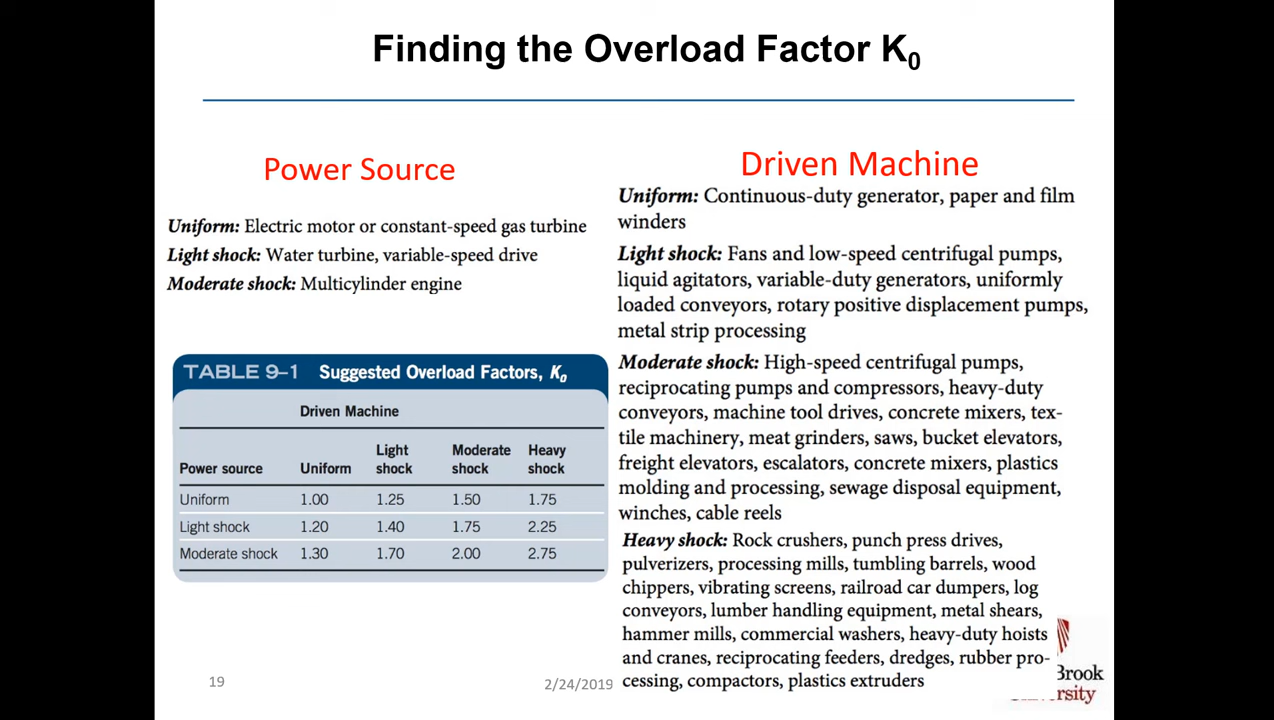 Finding the Overload Factor K0
Power Source
Uniform: Electric motor or constant-speed gas turbine
Light shock: Water turbine, variable-speed drive
Moderate shock: Multicylinder engine
TABLE 9–1 Suggested Overload Factors, Ko
Driven Machine
Power source Uniform Light shock Moderate shock Heavy shock
Uniform 1.00 1.25 1.50 1.75
Light shock 1.20 1.40 1.75 2.25
Moderate shock 1.30 1.70 2.00 2.75
Driven Machine
Uniform: Continuous-duty generator, paper and film
winders
Light shock: Fans and low-speed centrifugal pumps,
liquid agitators, variable-duty generators, uniformly
loaded conveyors, rotary positive displacement pumps,
metal strip processing
Moderate shock: High-speed centrifugal pumps,
reciprocating pumps and compressors, heavy-duty
conveyors, machine tool drives, concrete mixers, tex-
tile machinery, meat grinders, saws, bucket elevators,
freight elevators, escalators, concrete mixers, plastics
molding and processing, sewage disposal equipment,
winches, cable reels
Heavy shock: Rock crushers, punch press drives,
pulverizers, processing mills, tumbling barrels, wood
chippers, vibrating screens, railroad car dumpers, log
conveyors, lumber handling equipment, metal shears,
hammer mills, commercial washers, heavy-duty hoists
and cranes, reciprocating feeders, dredges, rubber pro-
cessing, compactors, plastics extruders
19
2/24/2019
Brook
rsity